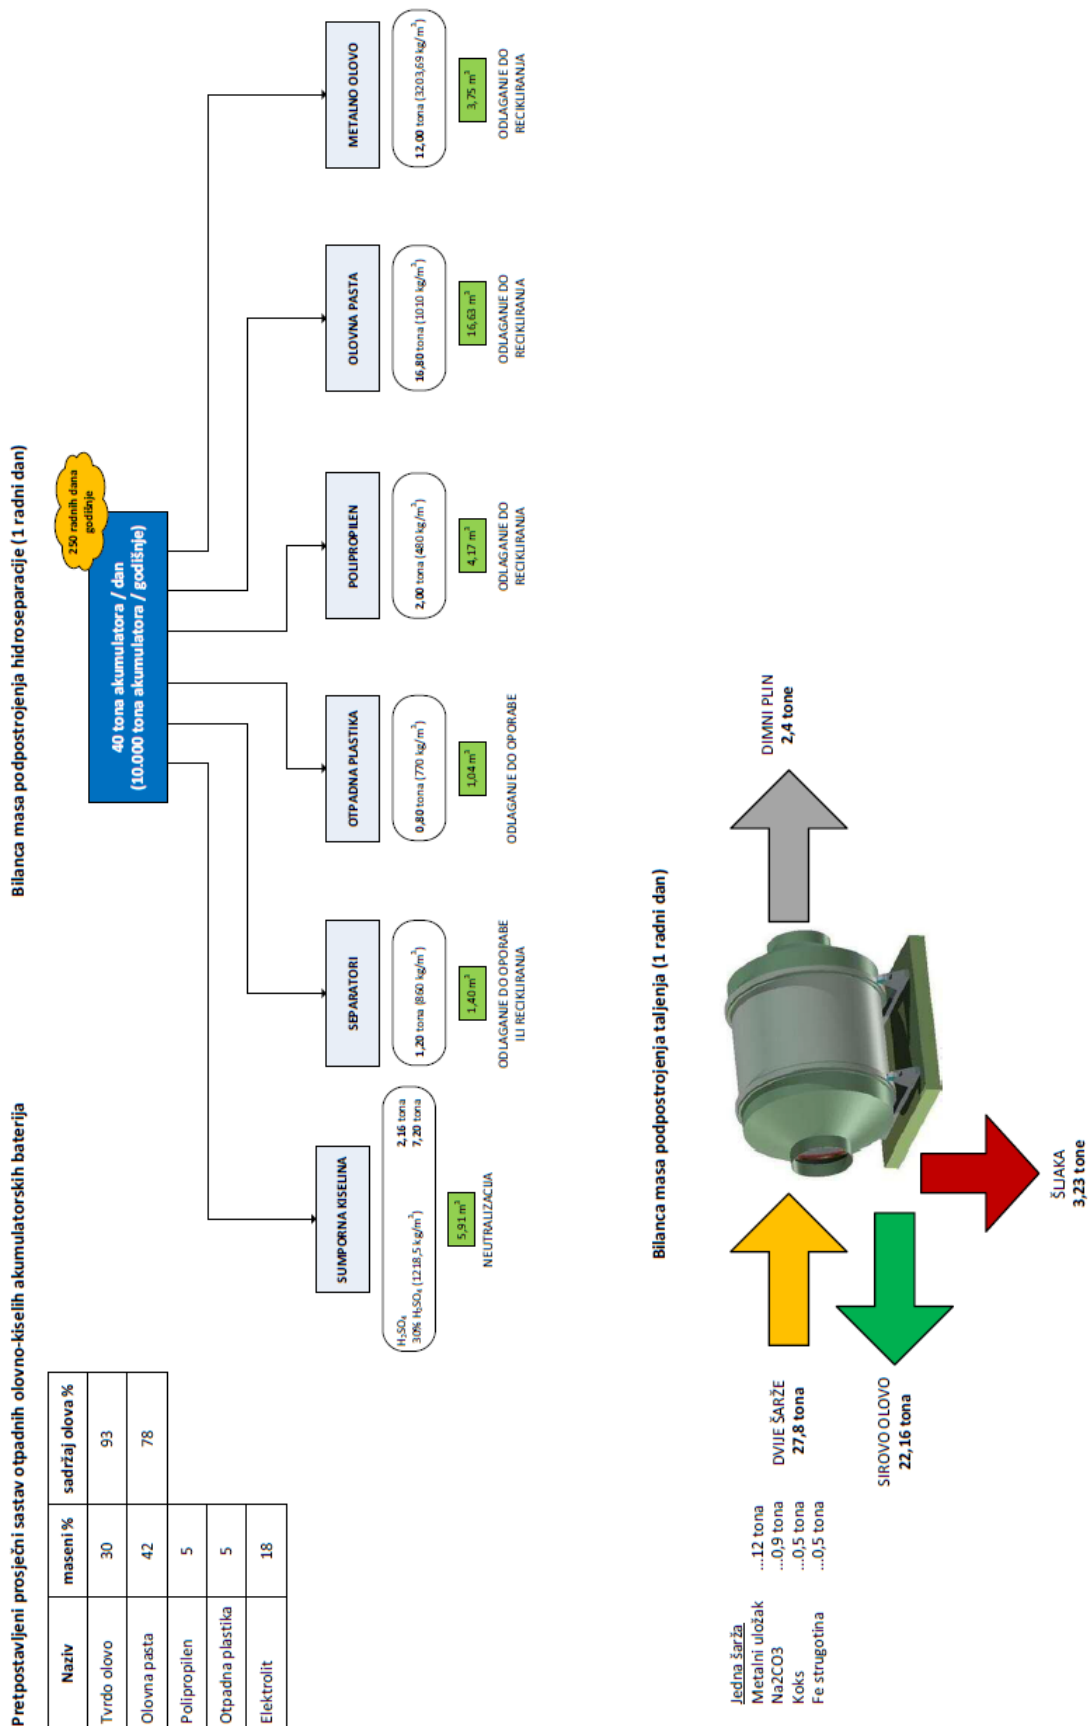 Pretpostavljeni prosječni sastav otpadnih olovno-kiselih akumulatorskih baterija
Naziv maseni % sadržaj olova %
Tvrdo olovo 30 93
Olovna pasta 42 78
Polipropilen 5
Otpadna plastika 5
Elektrolit 18
Bilanca masa podpostrojenja hidroseparacije (1 radni dan)
250 radnih dana
godišnje
40 tona akumulatora / dan
(10.000 tona akumulatora / godišnje)
SUMPORNA KISELINA
H₂SO₄ 2,16 tona
30% H₂SO₄ (1218,5 kg/m³) 7,20 tona
5,91 m³
NEUTRALIZACIJA
SEPARATORI
1,20 tona (860 kg/m³)
1,40 m³
ODLAGANJE DO OPORABE
ILI RECIKLIRANJA
OTPADNA PLASTIKA
0,80 tona (770 kg/m³)
1,04 m³
ODLAGANJE DO OPORABE
POLIPROPILEN
2,00 tona (480 kg/m³)
4,17 m³
ODLAGANJE DO
RECIKLIRANJA
OLOVNA PASTA
16,80 tona (1010 kg/m³)
16,63 m³
ODLAGANJE DO
RECIKLIRANJA
METALNO OLOVO
12,00 tona (3203,69 kg/m³)
3,75 m³
ODLAGANJE DO
RECIKLIRANJA
Bilanca masa podpostrojenja taljenja (1 radni dan)
Jedna šarža
Metalni uložak ...12 tona
Na2CO3 ...0,9 tona
Koks ...0,5 tona
Fe strugotina ...0,5 tona
DVIJE ŠARŽE
27,8 tona
SIROVO OLOVO
22,16 tona
DIMNI PLIN
2,4 tone
ŠLJAKA
3,23 tone